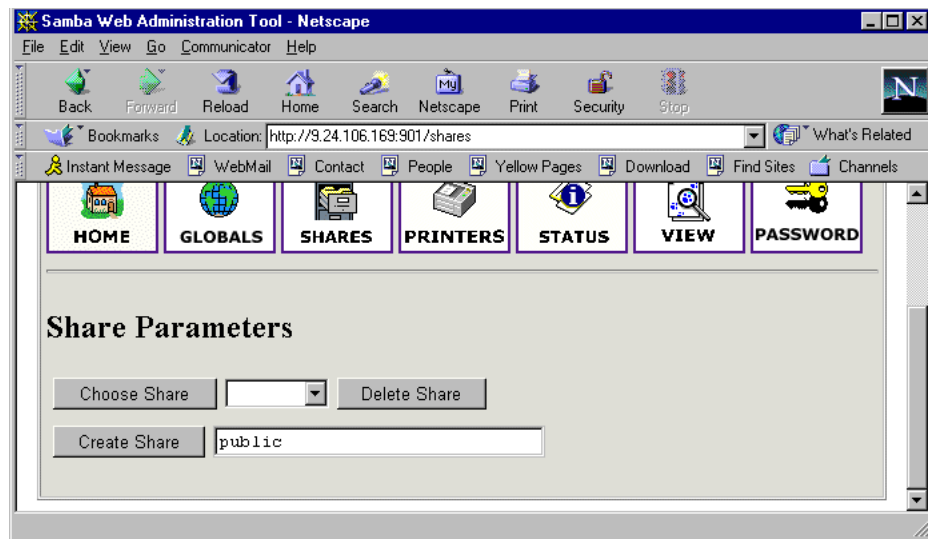 Samba Web Administration Tool - Netscape
File Edit View Go Communicator Help
My
Back Forward Reload Home Search Netscape Print Security Stop
N
Bookmarks Location: http://9.24.106.169:901/shares What's Related
Instant Message WebMail Contact People Yellow Pages Download Find Sites Channels
HOME GLOBALS SHARES PRINTERS STATUS VIEW PASSWORD
Share Parameters
Choose Share Delete Share
Create Share public